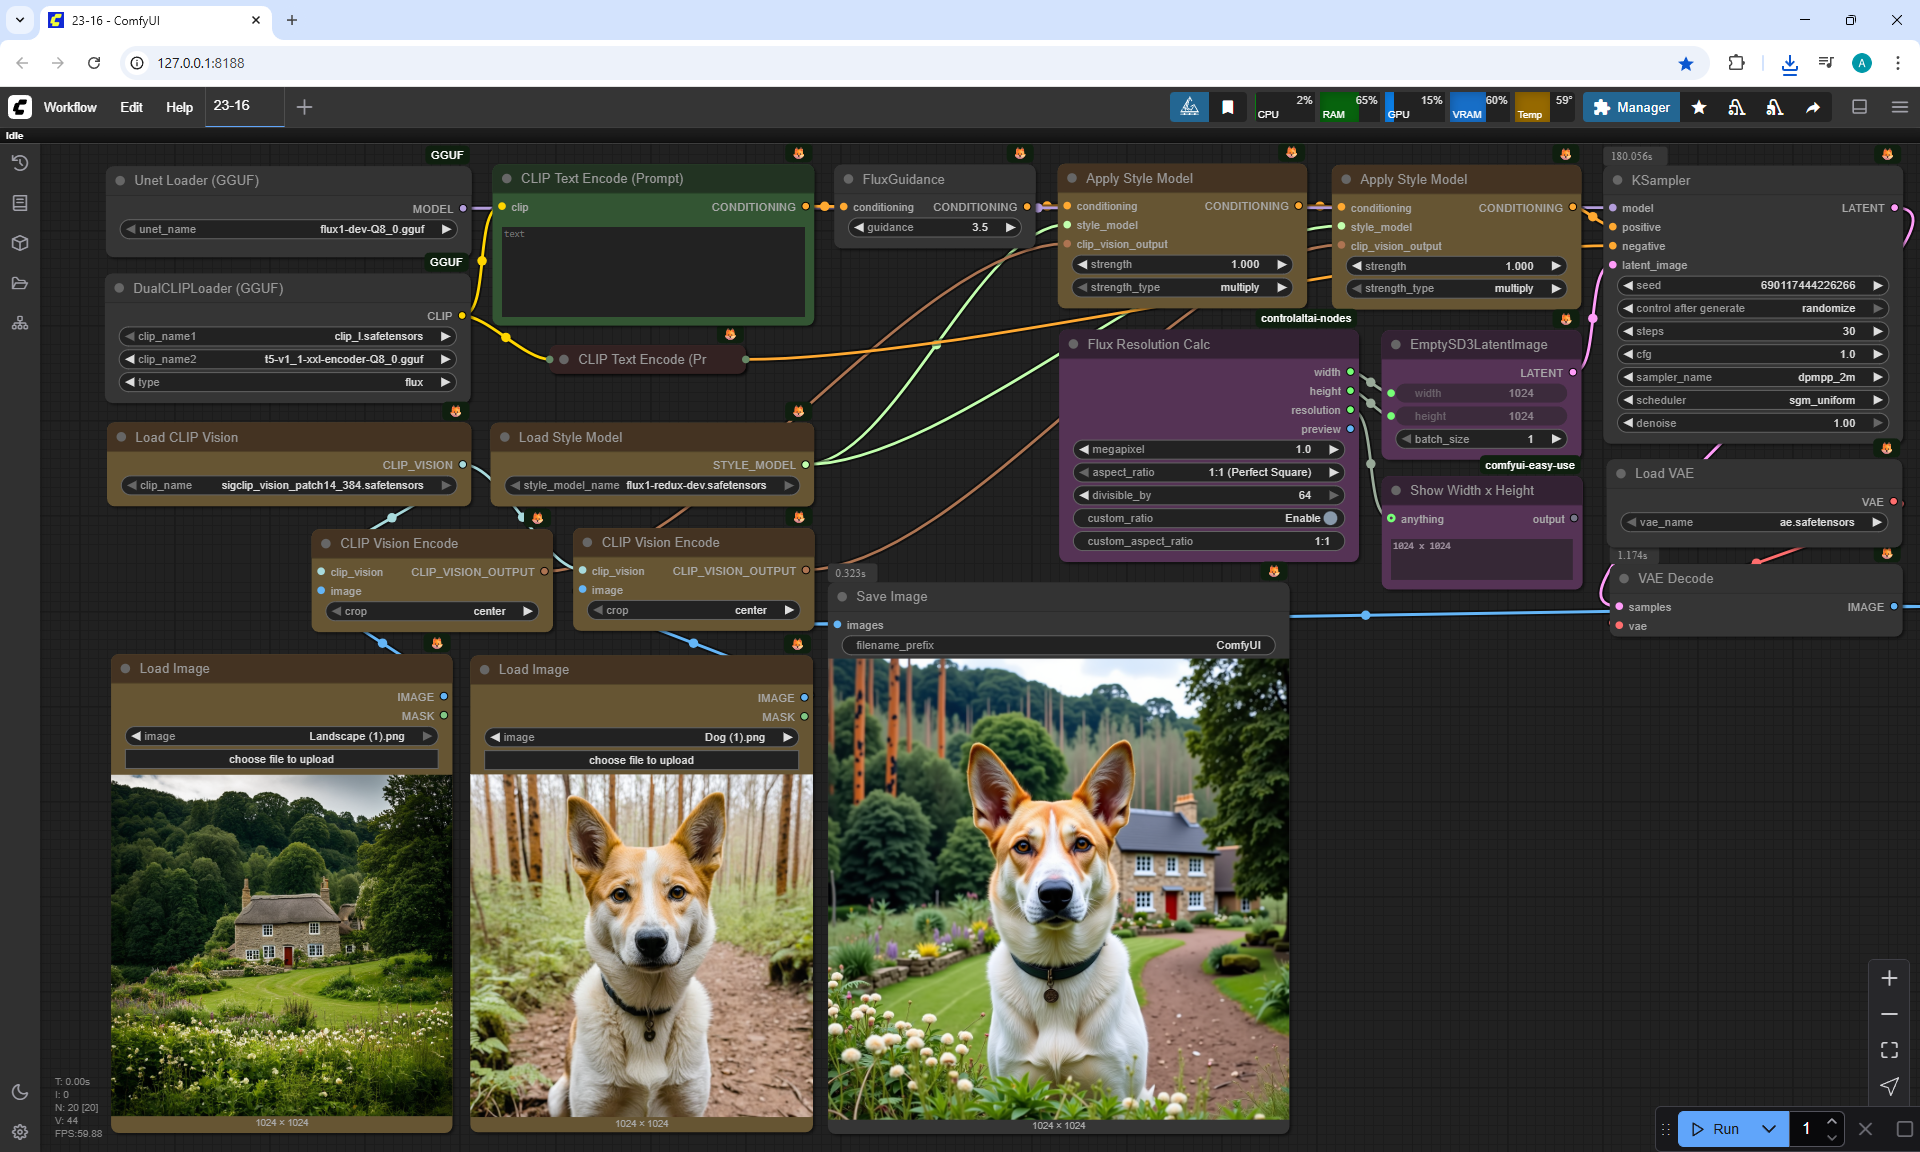 23-16 - ComfyUI
127.0.0.1:8188
A
Workflow Edit Help 23-16
CPU 2% RAM 65% GPU 15% VRAM 60% Temp 59°
Manager
Idle
GGUF
Unet Loader (GGUF)
MODEL
unet_name flux1-dev-Q8_0.gguf
GGUF
DualCLIPLoader (GGUF)
CLIP
clip_name1 clip_l.safetensors
clip_name2 t5-v1_1-xxl-encoder-Q8_0.gguf
type flux
CLIP Text Encode (Prompt)
clip CONDITIONING
text
CLIP Text Encode (Pr
FluxGuidance
conditioning CONDITIONING
guidance 3.5
Apply Style Model
conditioning CONDITIONING
style_model
clip_vision_output
strength 1.000
strength_type multiply
Apply Style Model
conditioning CONDITIONING
style_model
clip_vision_output
strength 1.000
strength_type multiply
180.056s
KSampler
model LATENT
positive
negative
latent_image
seed 690117444226266
control after generate randomize
steps 30
cfg 1.0
sampler_name dpmpp_2m
scheduler sgm_uniform
denoise 1.00
controlaltai-nodes
Flux Resolution Calc
width
height
resolution
preview
megapixel 1.0
aspect_ratio 1:1 (Perfect Square)
divisible_by 64
custom_ratio Enable
custom_aspect_ratio 1:1
EmptySD3LatentImage
LATENT
width 1024
height 1024
batch_size 1
comfyui-easy-use
Show Width x Height
anything output
1024 x 1024
Load VAE
VAE
vae_name ae.safetensors
1.174s
VAE Decode
samples IMAGE
vae
Load CLIP Vision
CLIP_VISION
clip_name sigclip_vision_patch14_384.safetensors
Load Style Model
STYLE_MODEL
style_model_name flux1-redux-dev.safetensors
CLIP Vision Encode
clip_vision CLIP_VISION_OUTPUT
image
crop center
CLIP Vision Encode
clip_vision CLIP_VISION_OUTPUT
image
crop center
0.323s
Save Image
images
filename_prefix ComfyUI
1024 × 1024
Load Image
IMAGE
MASK
image Landscape (1).png
choose file to upload
1024 × 1024
Load Image
IMAGE
MASK
image Dog (1).png
choose file to upload
1024 × 1024
T: 0.00s
I: 0
N: 20 [20]
V: 44
FPS:59.88
Run 1